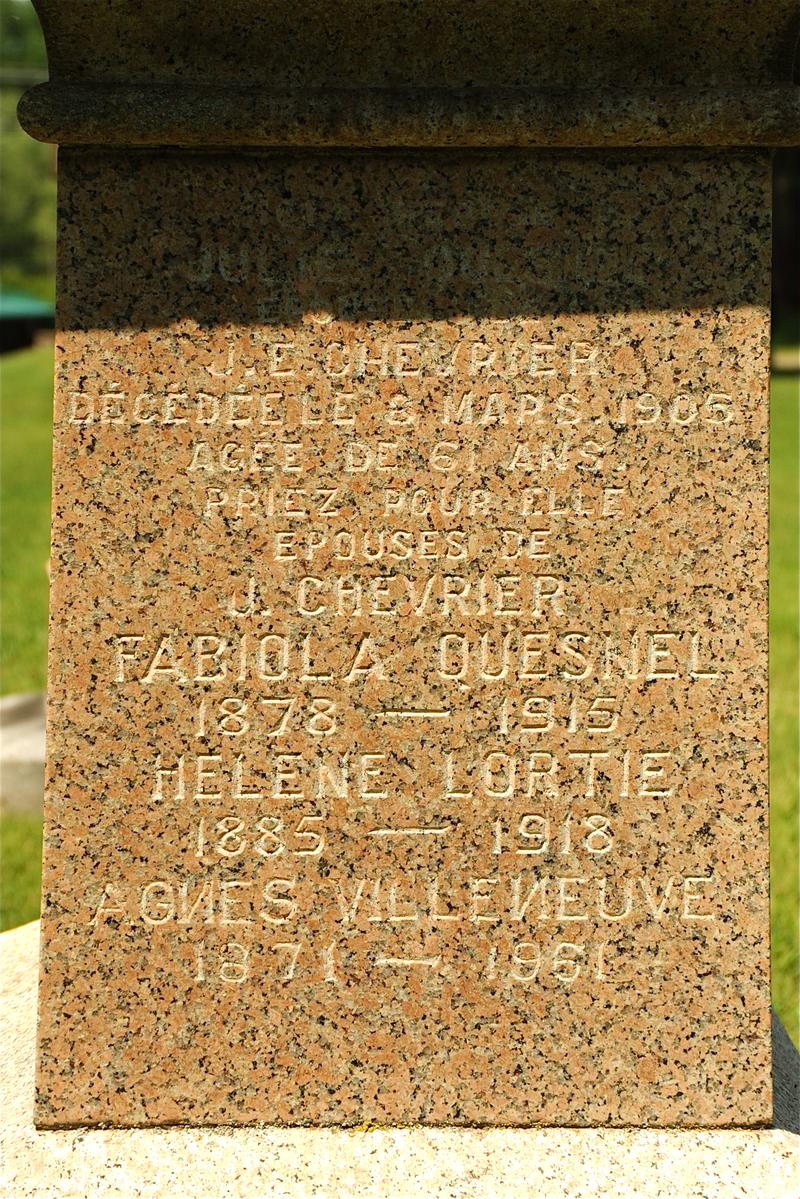 JULIE
J. E CHEVRIER
DÉCÉDÉE LE 8 MARS. 1905
AGÉE DE 61 ANS.
PRIEZ POUR ELLE
EPOUSES DE
J. CHEVRIER
FABIOLA QUESNEL
1878 — 1915
HELENE LORTIE
1885 — 1918
AGNES VILLENEUVE
1871 — 1961